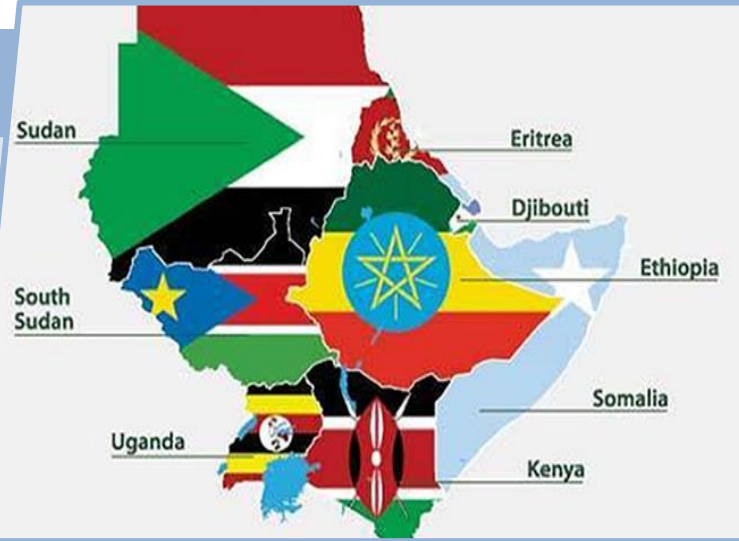 Sudan
Eritrea
Djibouti
Ethiopia
South
Sudan
Somalia
Uganda
Kenya